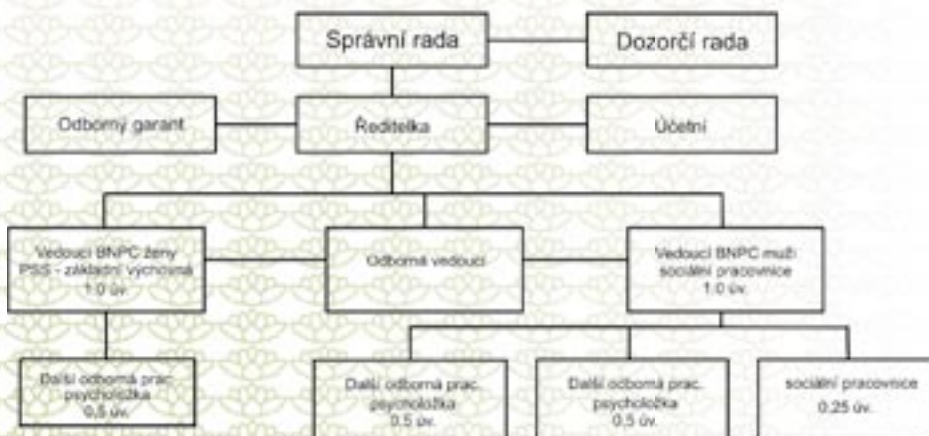 Správní rada
Dozorčí rada
Odborný garant
Ředitelka
Účetní
Vedoucí BNPC ženy
PSS - základní výchovná
1.0 úv.
Odborná vedoucí
Vedoucí BNPC muži
sociální pracovnice
1.0 úv.
Další odborná prac.
psycholožka
0,5 úv.
Další odborná prac.
psycholožka
0.5 úv.
Další odborná prac.
psycholožka
0.5 úv.
sociální pracovnice
0.25 úv.